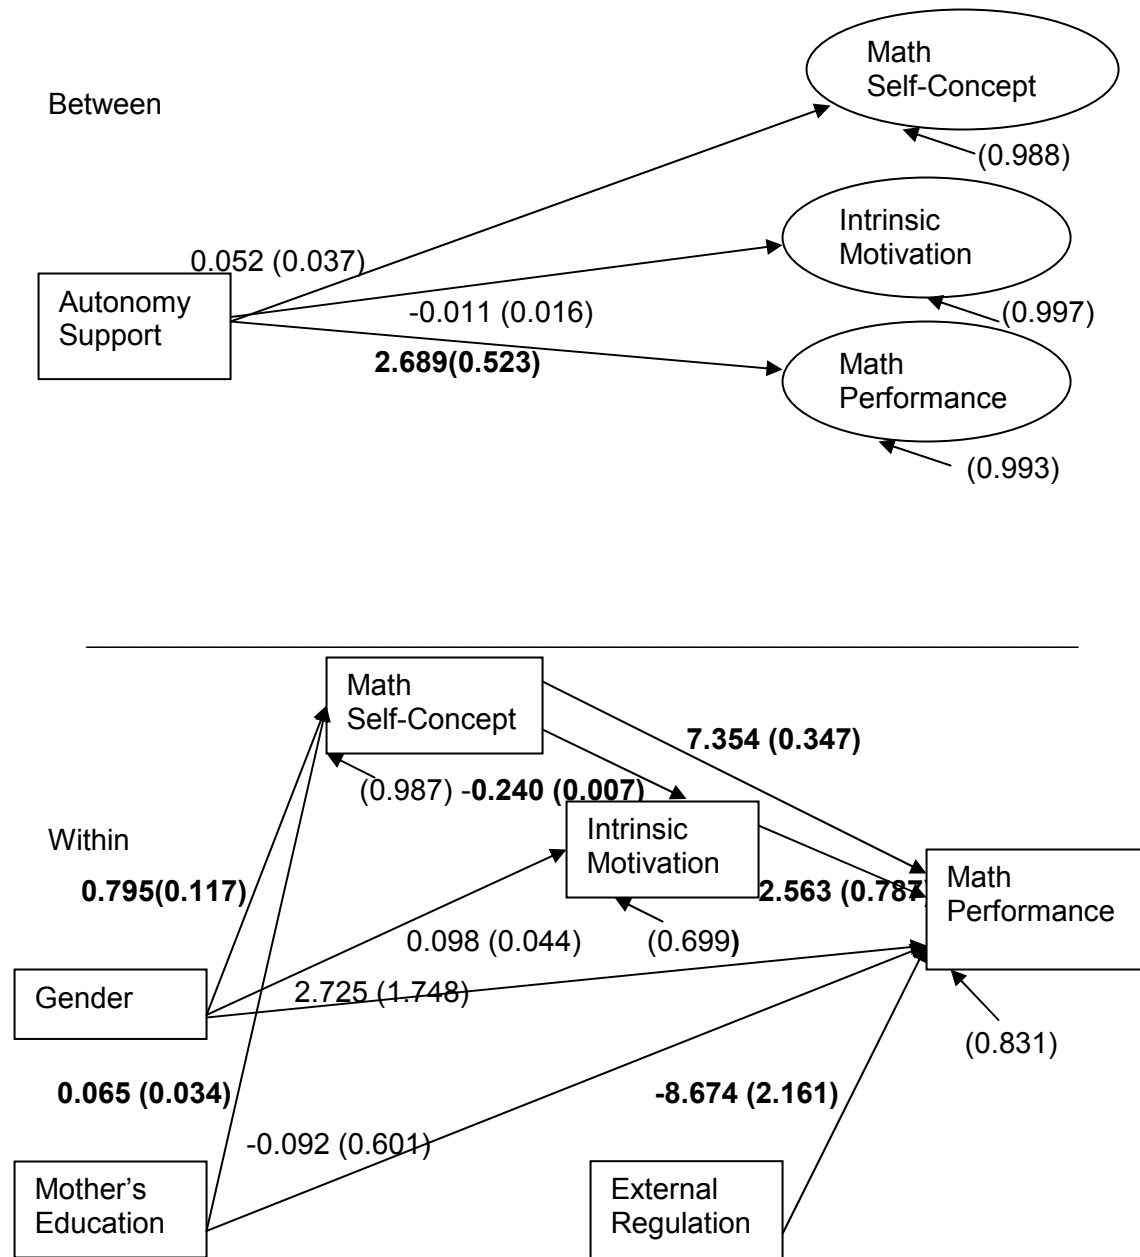 Math
Self-Concept
Between
(0.988)
Intrinsic
Motivation
0.052 (0.037)
Autonomy
Support
-0.011 (0.016)
(0.997)
2.689(0.523)
Math
Performance
(0.993)
Math
Self-Concept
7.354 (0.347)
(0.987)
-0.240 (0.007)
Within
Intrinsic
Motivation
0.795(0.117)
2.563 (0.787)
Math
Performance
0.098 (0.044)
(0.699)
Gender
2.725 (1.748)
(0.831)
0.065 (0.034)
-8.674 (2.161)
-0.092 (0.601)
Mother's
Education
External
Regulation